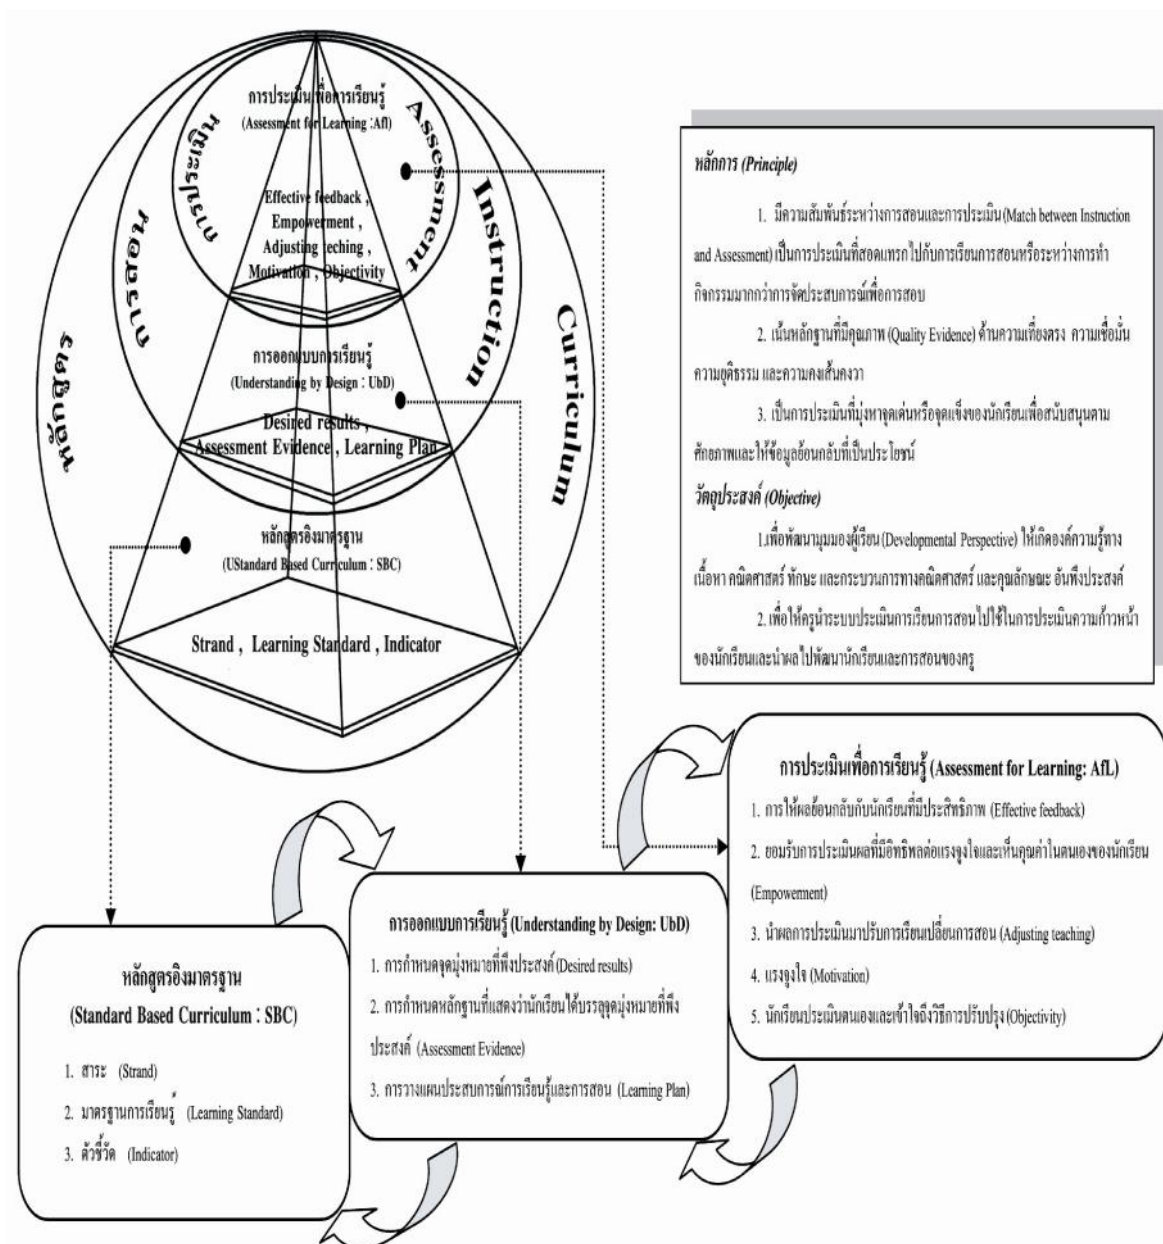 การประเมินเพื่อการเรียนรู้
(Assessment for Learning :Afl)
การประเมิน
Assessment
Effective feedback ,
Empowerment ,
Adjusting teching ,
Motivation , Objectivity
การสอน
Instruction
การออกแบบการเรียนรู้
(Understanding by Design : UbD)
Desired results ,
Assessment Evidence , Learning Plan
หลักสูตร
Curriculum
หลักสูตรอิงมาตรฐาน
(UStandard Based Curriculum : SBC)
Strand , Learning Standard , Indicator
หลักการ (Principle)
1. มีความสัมพันธ์ระหว่างการสอนและการประเมิน (Match between Instruction
and Assessment) เป็นการประเมินที่สอดแทรกไปกับการเรียนการสอนหรือระหว่างการทำ
กิจกรรมมากกว่าการจัดประสบการณ์เพื่อการสอบ
2. เน้นหลักฐานที่มีคุณภาพ (Quality Evidence) ด้านความเที่ยงตรง ความเชื่อมั่น
ความยุติธรรม และความคงเส้นคงวา
3. เป็นการประเมินที่มุ่งหาจุดเด่นหรือจุดแข็งของนักเรียนเพื่อสนับสนุนตาม
ศักยภาพและให้ข้อมูลย้อนกลับที่เป็นประโยชน์
วัตถุประสงค์ (Objective)
1.เพื่อพัฒนามุมมองผู้เรียน (Developmental Perspective) ให้เกิดองค์ความรู้ทาง
เนื้อหา คณิตศาสตร์ ทักษะ และกระบวนการทางคณิตศาสตร์ และคุณลักษณะ อันพึงประสงค์
2. เพื่อให้ครูนำระบบประเมินการเรียนการสอนไปใช้ในการประเมินความก้าวหน้า
ของนักเรียนและนำผลไปพัฒนานักเรียนและการสอนของครู
การประเมินเพื่อการเรียนรู้ (Assessment for Learning: AfL)
1. การให้ผลย้อนกลับกับนักเรียนที่มีประสิทธิภาพ (Effective feedback)
2. ยอมรับการประเมินผลที่มีอิทธิพลต่อแรงจูงใจและเห็นคุณค่าในตนเองของนักเรียน
(Empowerment)
3. นำผลการประเมินมาปรับการเรียนเปลี่ยนการสอน (Adjusting teaching)
4. แรงจูงใจ (Motivation)
5. นักเรียนประเมินตนเองและเข้าใจถึงวิธีการปรับปรุง (Objectivity)
การออกแบบการเรียนรู้ (Understanding by Design: UbD)
1. การกำหนดจุดมุ่งหมายที่พึงประสงค์ (Desired results)
2. การกำหนดหลักฐานที่แสดงว่านักเรียนได้บรรลุจุดมุ่งหมายที่พึง
ประสงค์ (Assessment Evidence)
3. การวางแผนประสบการณ์การเรียนรู้และการสอน (Learning Plan)
หลักสูตรอิงมาตรฐาน
(Standard Based Curriculum : SBC)
1. สาระ (Strand)
2. มาตรฐานการเรียนรู้ (Learning Standard)
3. ตัวชี้วัด (Indicator)